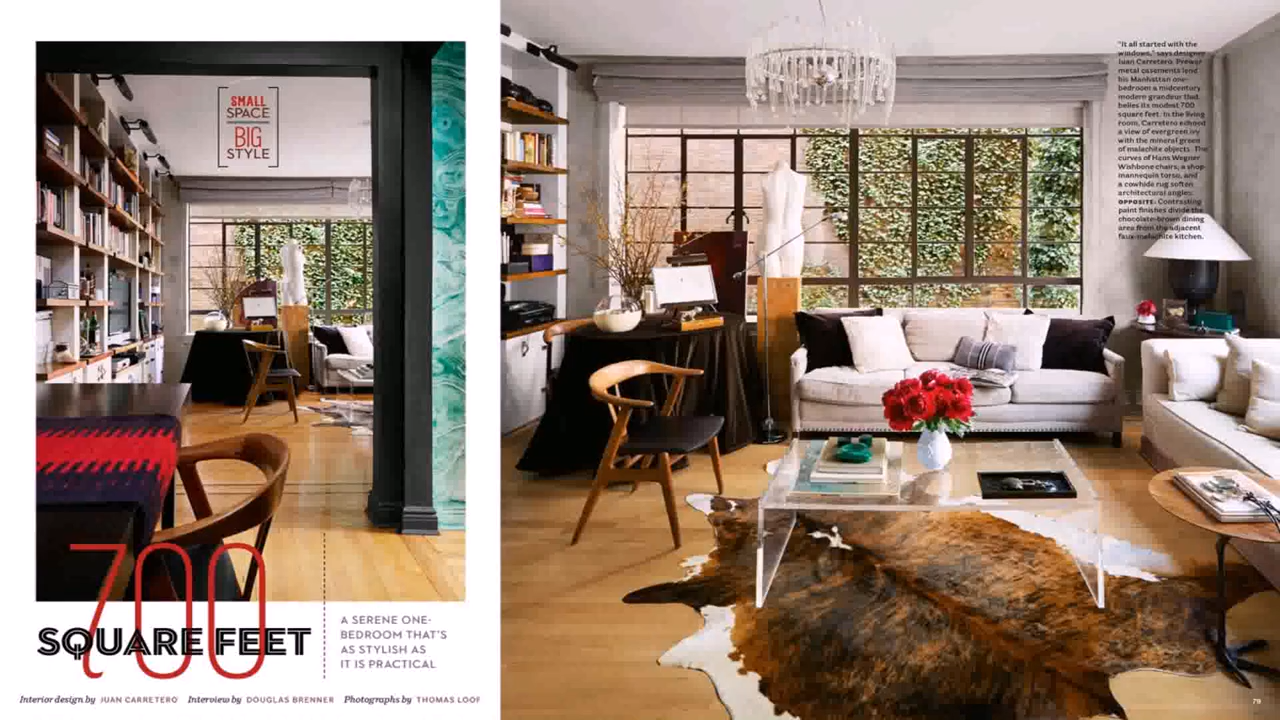 SMALL
SPACE
BIG
STYLE
700
SQUARE FEET
A SERENE ONE-
BEDROOM THAT'S
AS STYLISH AS
IT IS PRACTICAL
Interior design by JUAN CARRETERO Interview by DOUGLAS BRENNER Photographs by THOMAS LOOF
"It all started with the
windows," says designer
Juan Carretero. Prewar
metal casements lend
his Manhattan one-
bedroom a midcentury
modern grandeur that
belies its modest 700
square feet. In the living
room, Carretero echoed
a view of evergreen ivy
with the mineral green
of malachite objects. The
curves of Hans Wegner
Wishbone chairs, a shop
mannequin torso, and
a cowhide rug soften
architectural angles.
OPPOSITE: Contrasting
paint finishes divide the
chocolate-brown dining
area from the adjacent
faux-malachite kitchen.
79